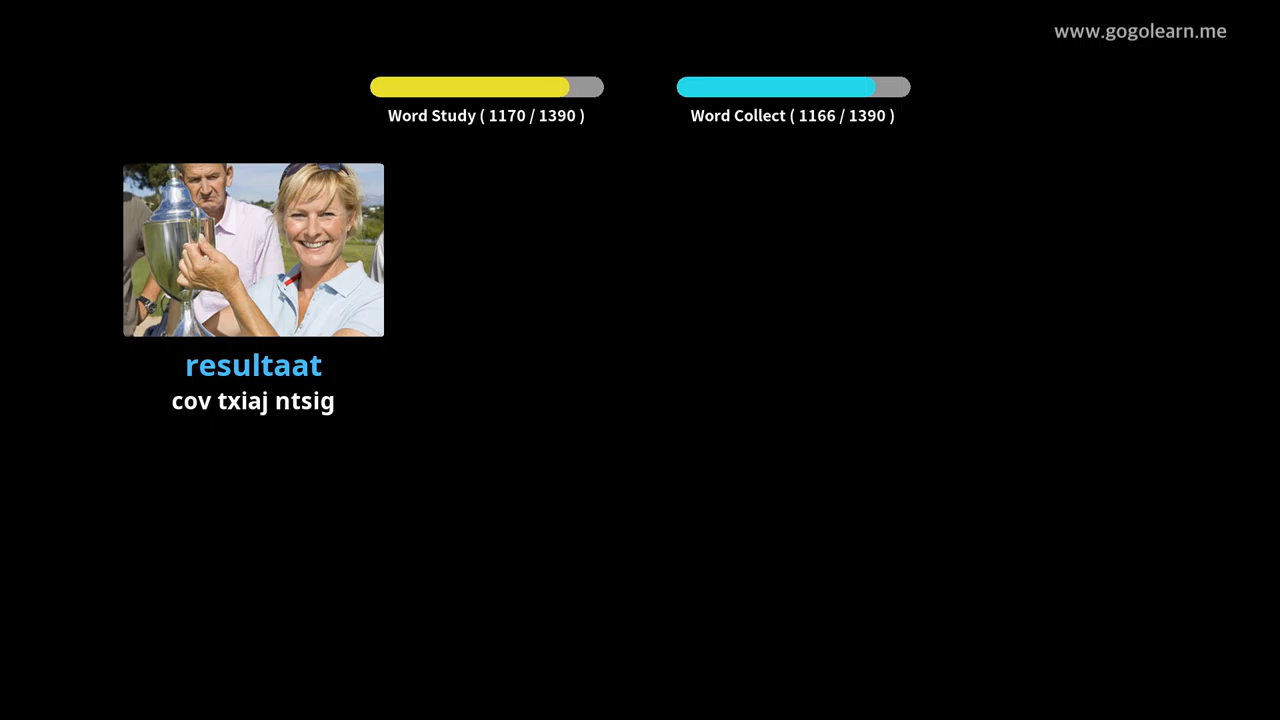 www.gogolearn.me
Word Study ( 1170 / 1390 )
Word Collect ( 1166 / 1390 )
resultaat
cov txiaj ntsig